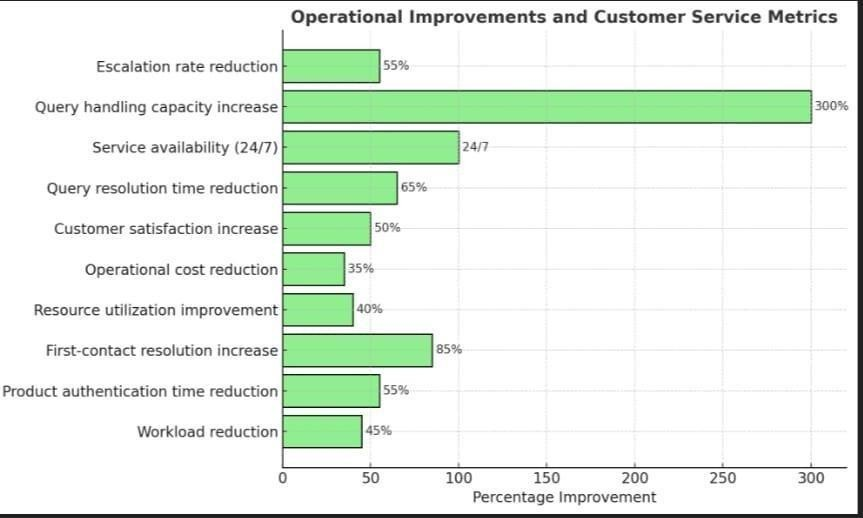 Operational Improvements and Customer Service Metrics
Escalation rate reduction 55%
Query handling capacity increase 300%
Service availability (24/7) 24/7
Query resolution time reduction 65%
Customer satisfaction increase 50%
Operational cost reduction 35%
Resource utilization improvement 40%
First-contact resolution increase 85%
Product authentication time reduction 55%
Workload reduction 45%
0 50 100 150 200 250 300
Percentage Improvement